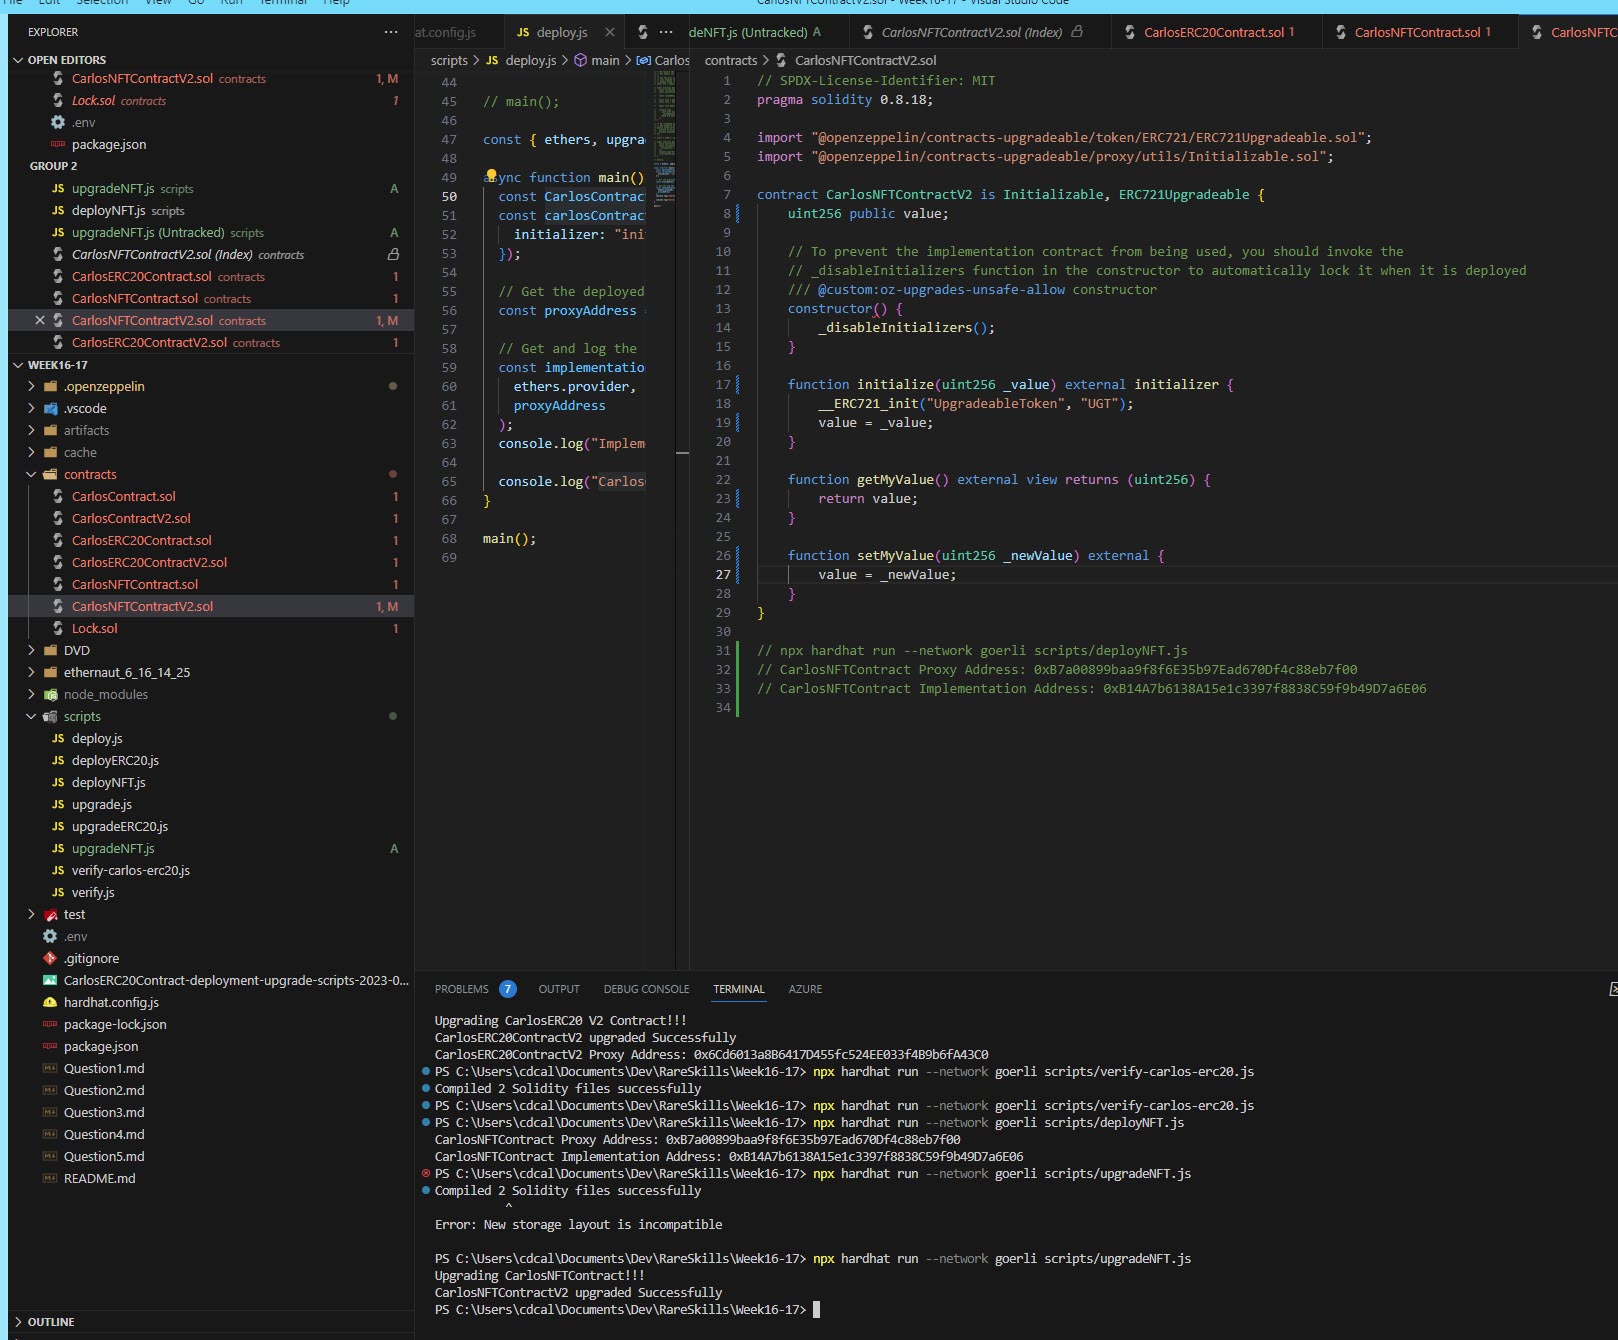 File Edit Selection View Go Run Terminal Help
CarlosNFTContractV2.sol - Week16-17 - Visual Studio Code
EXPLORER
OPEN EDITORS
CarlosNFTContractV2.sol contracts 1, M
Lock.sol contracts 1
.env
package.json
GROUP 2
JS upgradeNFT.js scripts A
JS deployNFT.js scripts
JS upgradeNFT.js (Untracked) scripts A
CarlosNFTContractV2.sol (Index) contracts
CarlosERC20Contract.sol contracts 1
CarlosNFTContract.sol contracts 1
CarlosNFTContractV2.sol contracts 1, M
CarlosERC20ContractV2.sol contracts 1
WEEK16-17
.openzeppelin
.vscode
artifacts
cache
contracts
CarlosContract.sol 1
CarlosContractV2.sol 1
CarlosERC20Contract.sol 1
CarlosERC20ContractV2.sol 1
CarlosNFTContract.sol 1
CarlosNFTContractV2.sol 1, M
Lock.sol 1
DVD
ethernaut_6_16_14_25
node_modules
scripts
JS deploy.js
JS deployERC20.js
JS deployNFT.js
JS upgrade.js
JS upgradeERC20.js
JS upgradeNFT.js A
JS verify-carlos-erc20.js
JS verify.js
test
.env
.gitignore
CarlosERC20Contract-deployment-upgrade-scripts-2023-0...
hardhat.config.js
package-lock.json
package.json
Question1.md
Question2.md
Question3.md
Question4.md
Question5.md
README.md
OUTLINE
at.config.js
JS deploy.js
scripts > JS deploy.js > main > Carlos
44
45 // main();
46
47 const { ethers, upgra
48
49 async function main()
50 const CarlosContrac
51 const carlosContrac
52 initializer: "ini
53 });
54
55 // Get the deployed
56 const proxyAddress
57
58 // Get and log the
59 const implementatio
60 ethers.provider,
61 proxyAddress
62 );
63 console.log("Implem
64
65 console.log("Carlos
66 }
67
68 main();
69
deNFT.js (Untracked) A
CarlosNFTContractV2.sol (Index)
CarlosERC20Contract.sol 1
CarlosNFTContract.sol 1
CarlosNFTC
contracts > CarlosNFTContractV2.sol
1 // SPDX-License-Identifier: MIT
2 pragma solidity 0.8.18;
3
4 import "@openzeppelin/contracts-upgradeable/token/ERC721/ERC721Upgradeable.sol";
5 import "@openzeppelin/contracts-upgradeable/proxy/utils/Initializable.sol";
6
7 contract CarlosNFTContractV2 is Initializable, ERC721Upgradeable {
8 uint256 public value;
9
10 // To prevent the implementation contract from being used, you should invoke the
11 // _disableInitializers function in the constructor to automatically lock it when it is deployed
12 /// @custom:oz-upgrades-unsafe-allow constructor
13 constructor() {
14 _disableInitializers();
15 }
16
17 function initialize(uint256 _value) external initializer {
18 __ERC721_init("UpgradeableToken", "UGT");
19 value = _value;
20 }
21
22 function getMyValue() external view returns (uint256) {
23 return value;
24 }
25
26 function setMyValue(uint256 _newValue) external {
27 value = _newValue;
28 }
29 }
30
31 // npx hardhat run --network goerli scripts/deployNFT.js
32 // CarlosNFTContract Proxy Address: 0xB7a00899baa9f8f6E35b97Ead670Df4c88eb7f00
33 // CarlosNFTContract Implementation Address: 0xB14A7b6138A15e1c3397f8838C59f9b49D7a6E06
34
PROBLEMS 7 OUTPUT DEBUG CONSOLE TERMINAL AZURE
Upgrading CarlosERC20 V2 Contract!!!
CarlosERC20ContractV2 upgraded Successfully
CarlosERC20ContractV2 Proxy Address: 0x6Cd6013a8B6417D455fc524EE033f4B9b6fA43C0
PS C:\Users\cdcal\Documents\Dev\RareSkills\Week16-17> npx hardhat run --network goerli scripts/verify-carlos-erc20.js
Compiled 2 Solidity files successfully
PS C:\Users\cdcal\Documents\Dev\RareSkills\Week16-17> npx hardhat run --network goerli scripts/verify-carlos-erc20.js
PS C:\Users\cdcal\Documents\Dev\RareSkills\Week16-17> npx hardhat run --network goerli scripts/deployNFT.js
CarlosNFTContract Proxy Address: 0xB7a00899baa9f8f6E35b97Ead670Df4c88eb7f00
CarlosNFTContract Implementation Address: 0xB14A7b6138A15e1c3397f8838C59f9b49D7a6E06
PS C:\Users\cdcal\Documents\Dev\RareSkills\Week16-17> npx hardhat run --network goerli scripts/upgradeNFT.js
Compiled 2 Solidity files successfully
^
Error: New storage layout is incompatible
PS C:\Users\cdcal\Documents\Dev\RareSkills\Week16-17> npx hardhat run --network goerli scripts/upgradeNFT.js
Upgrading CarlosNFTContract!!!
CarlosNFTContractV2 upgraded Successfully
PS C:\Users\cdcal\Documents\Dev\RareSkills\Week16-17>